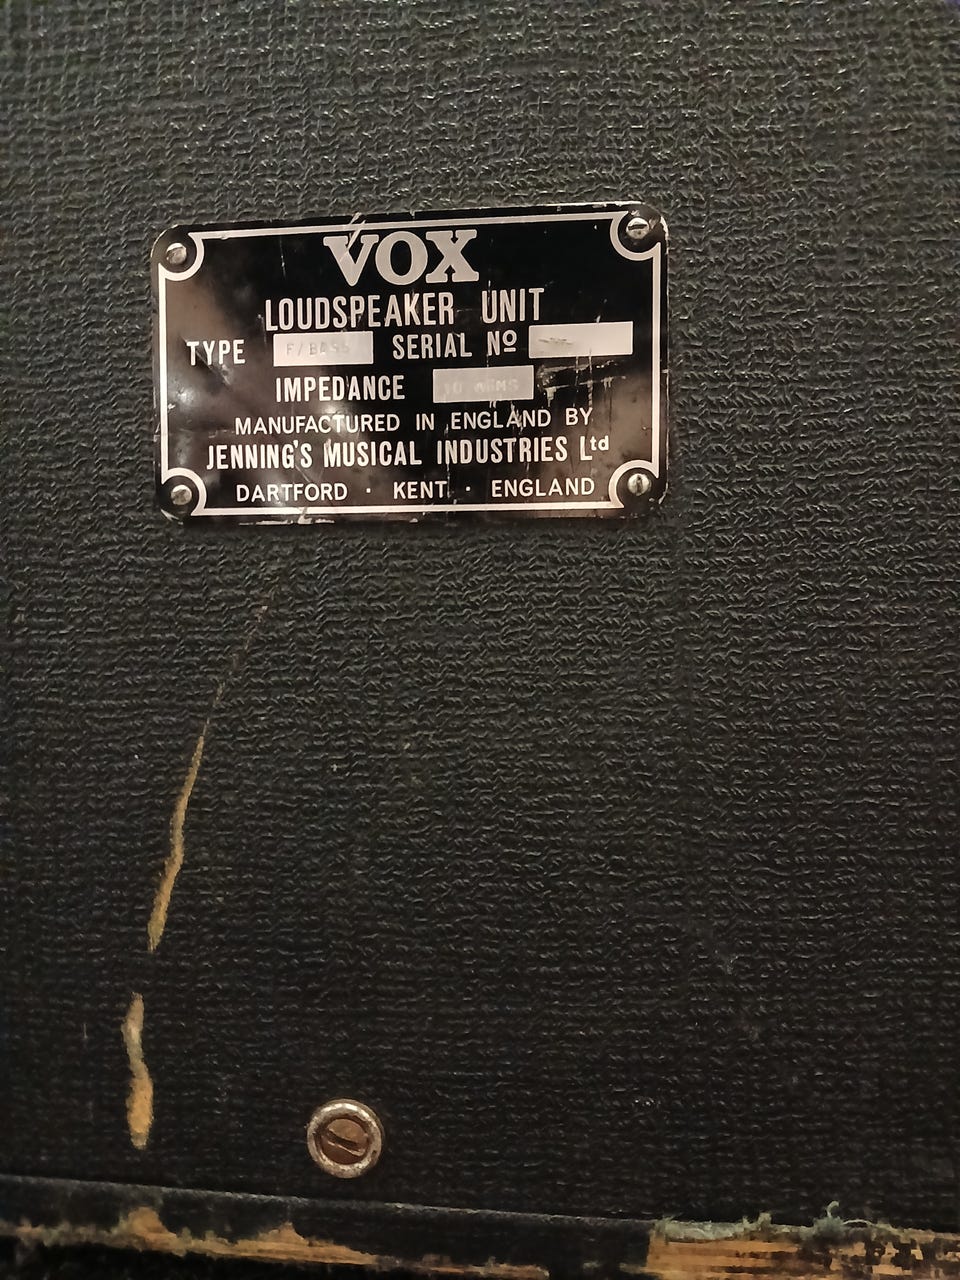 VOX
LOUDSPEAKER UNIT
TYPE F/BASS SERIAL Nº
IMPEDANCE
MANUFACTURED IN ENGLAND BY
JENNING'S MUSICAL INDUSTRIES Ltd
DARTFORD · KENT · ENGLAND